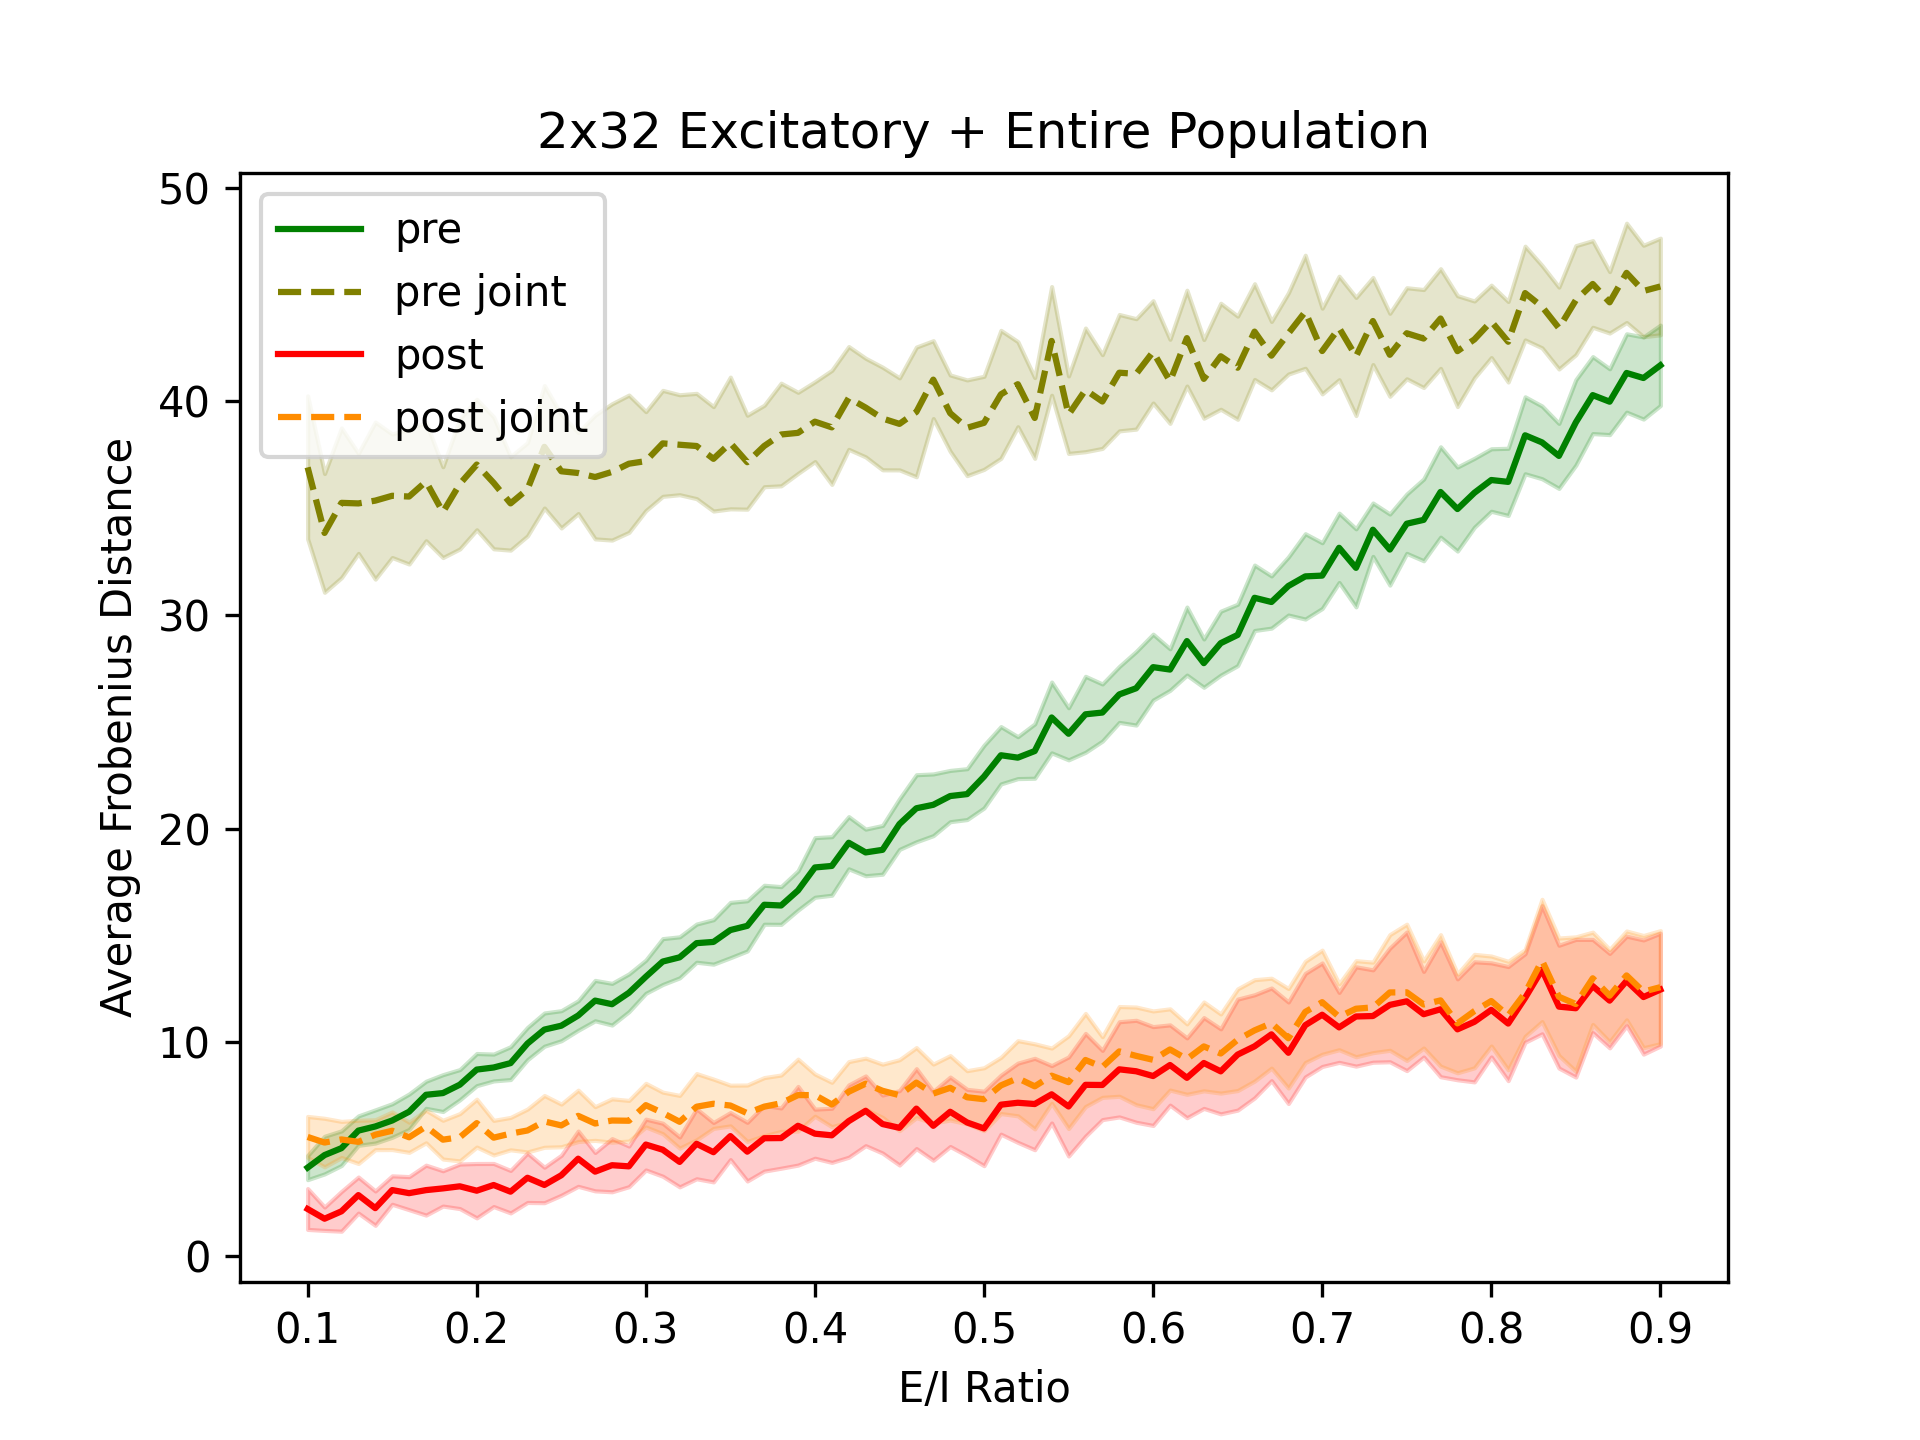 2x32 Excitatory + Entire Population
50
40
30
20
10
0
Average Frobenius Distance
pre
pre joint
post
post joint
0.1 0.2 0.3 0.4 0.5 0.6 0.7 0.8 0.9
E/I Ratio